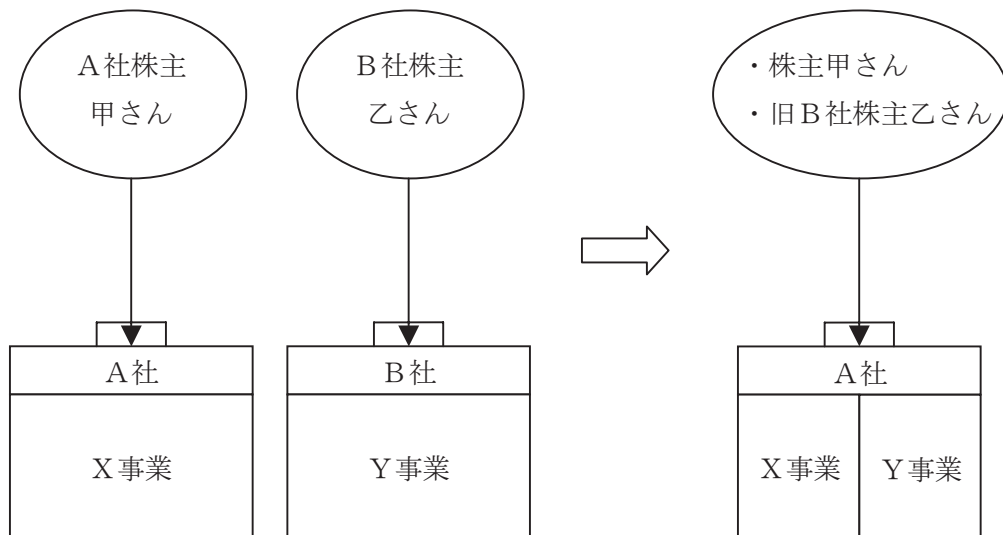 Ａ社株主
甲さん
Ｂ社株主
乙さん
・株主甲さん
・旧Ｂ社株主乙さん
Ａ社
Ｘ事業
Ｂ社
Ｙ事業
Ａ社
Ｘ事業
Ｙ事業